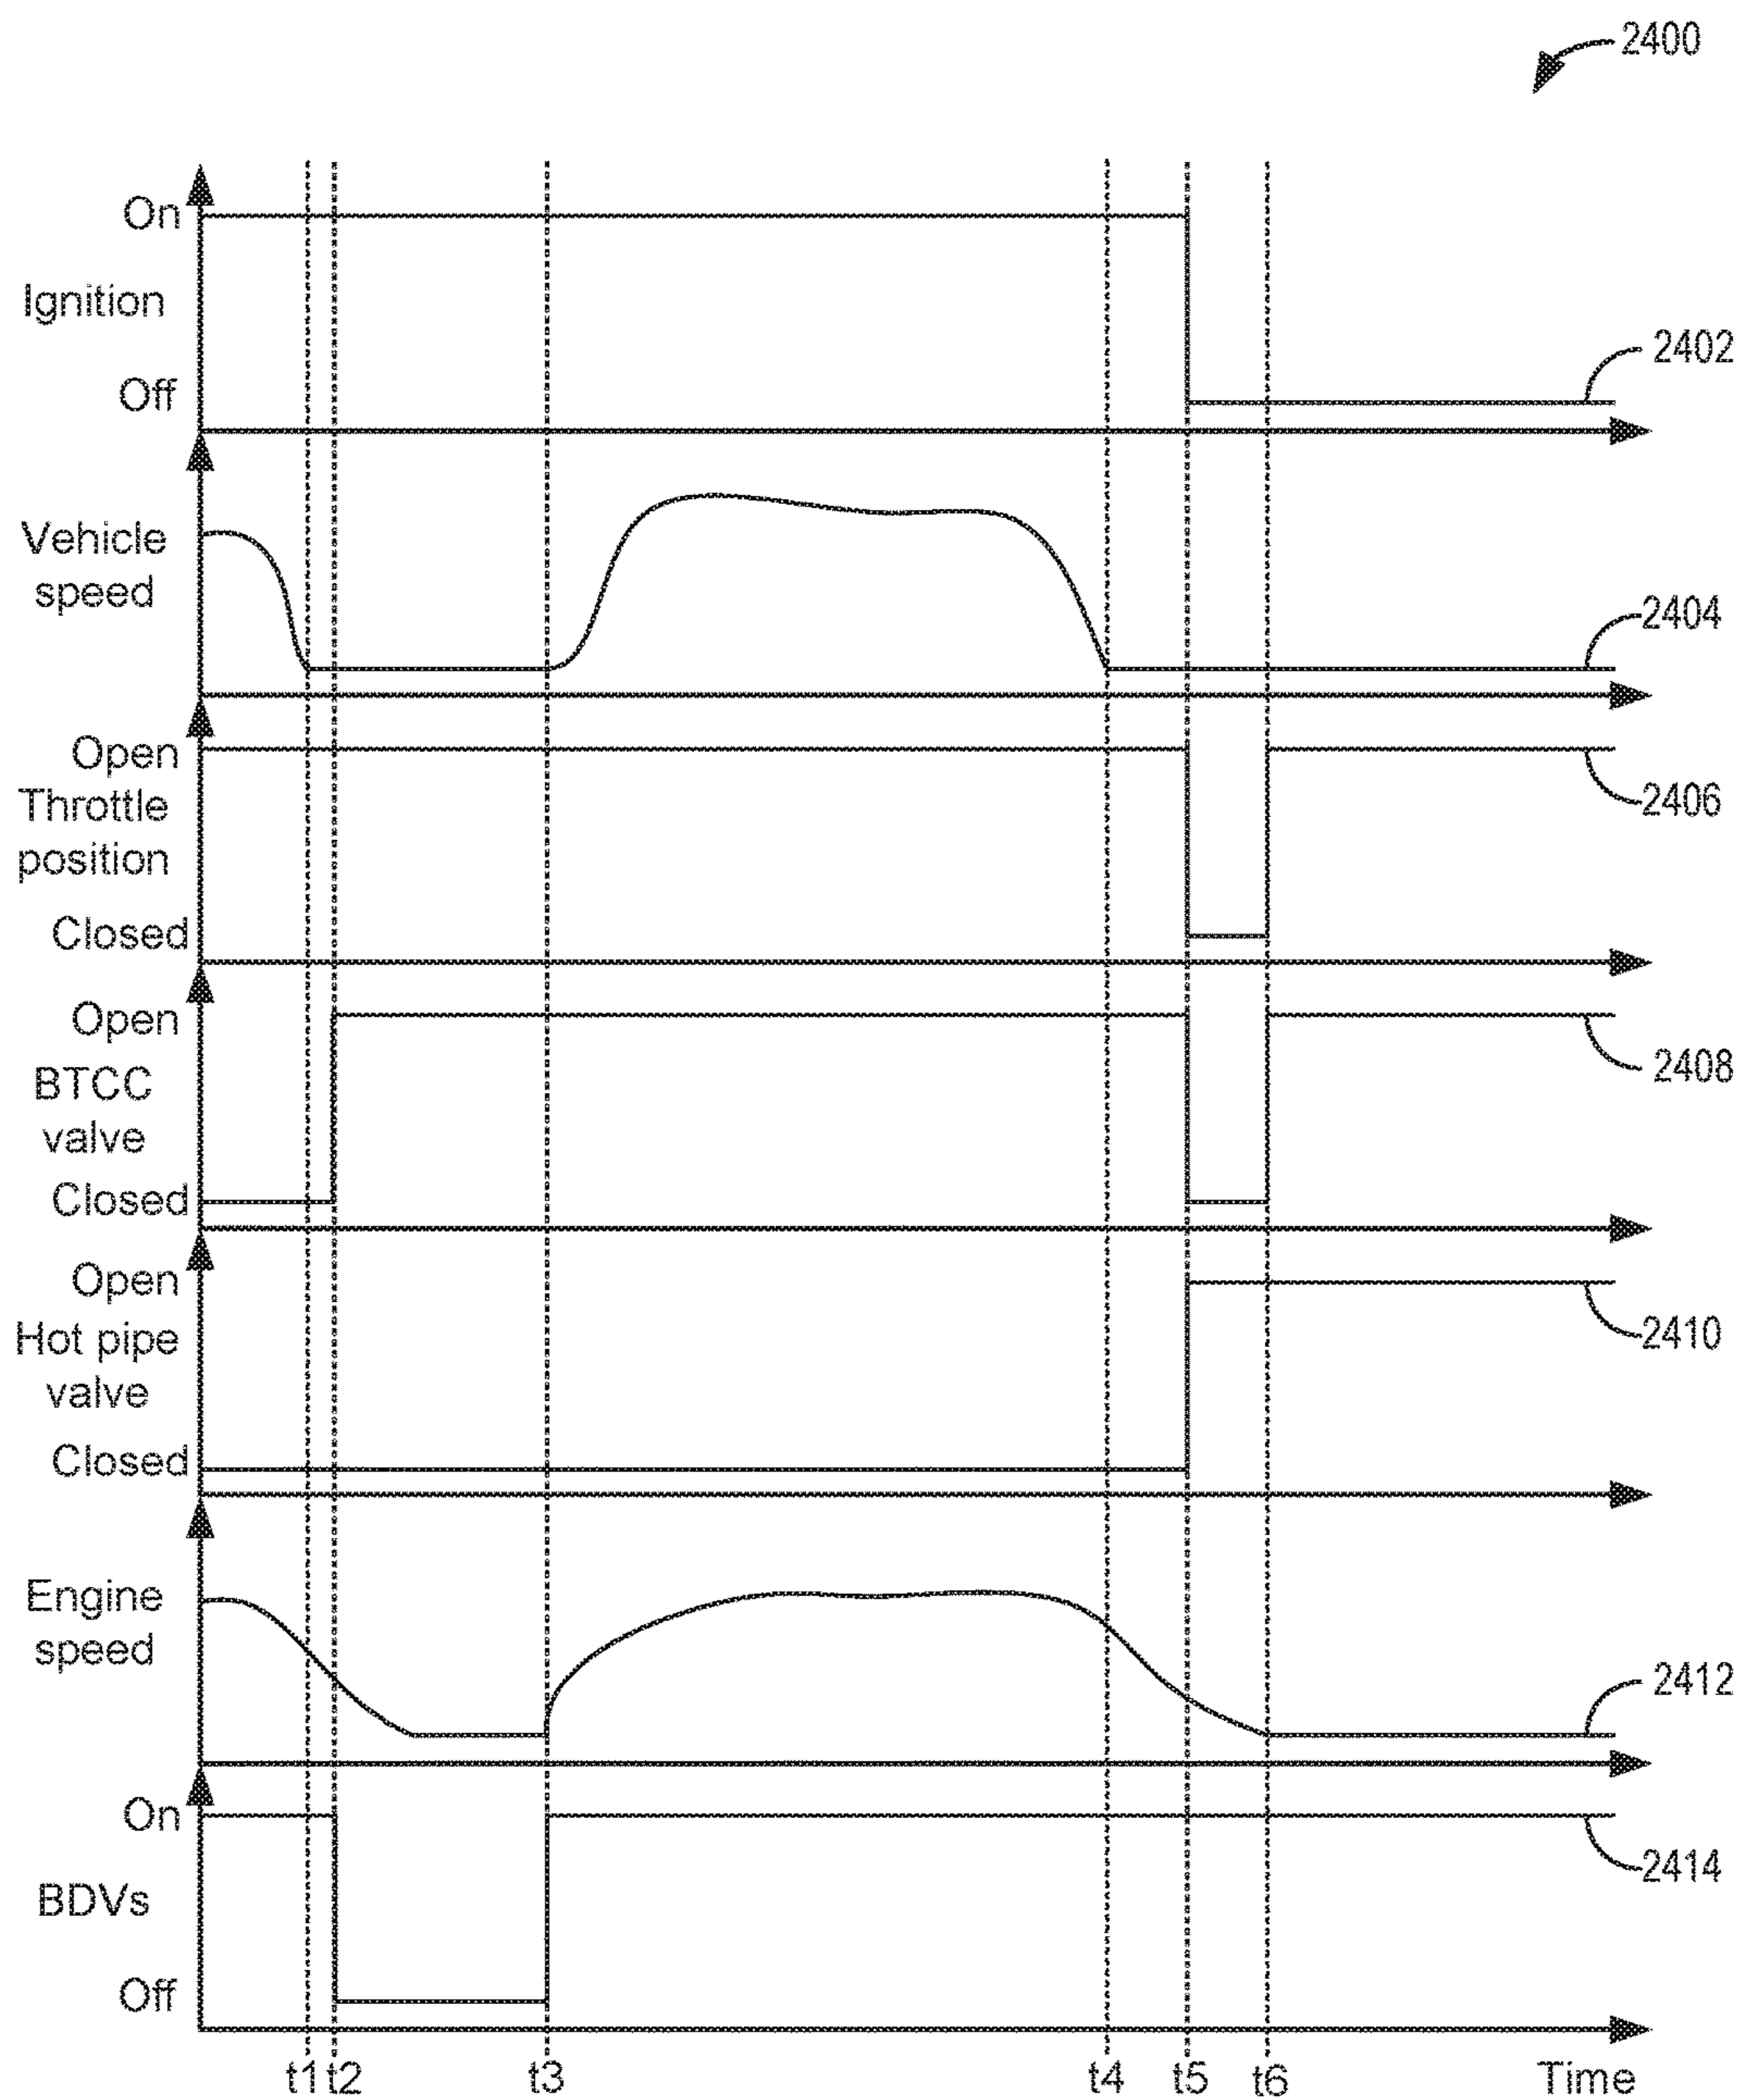 2400
On
Ignition
Off
2402
Vehicle
speed
2404
Open
Throttle
position
Closed
2406
Open
BTCC
valve
Closed
2408
Open
Hot pipe
valve
Closed
2410
Engine
speed
2412
On
BDVs
Off
2414
t1 t2 t3 t4 t5 t6 Time